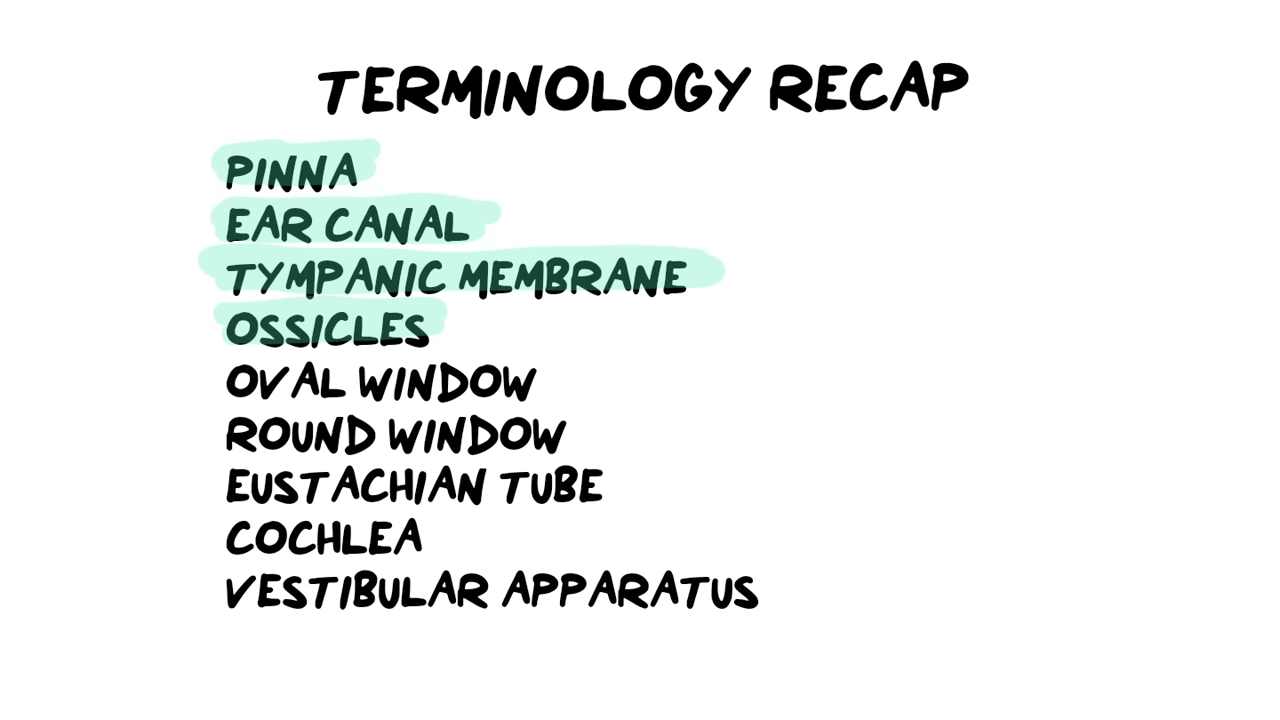 TERMINOLOGY RECAP
PINNA
EAR CANAL
TYMPANIC MEMBRANE
OSSICLES
OVAL WINDOW
ROUND WINDOW
EUSTACHIAN TUBE
COCHLEA
VESTIBULAR APPARATUS